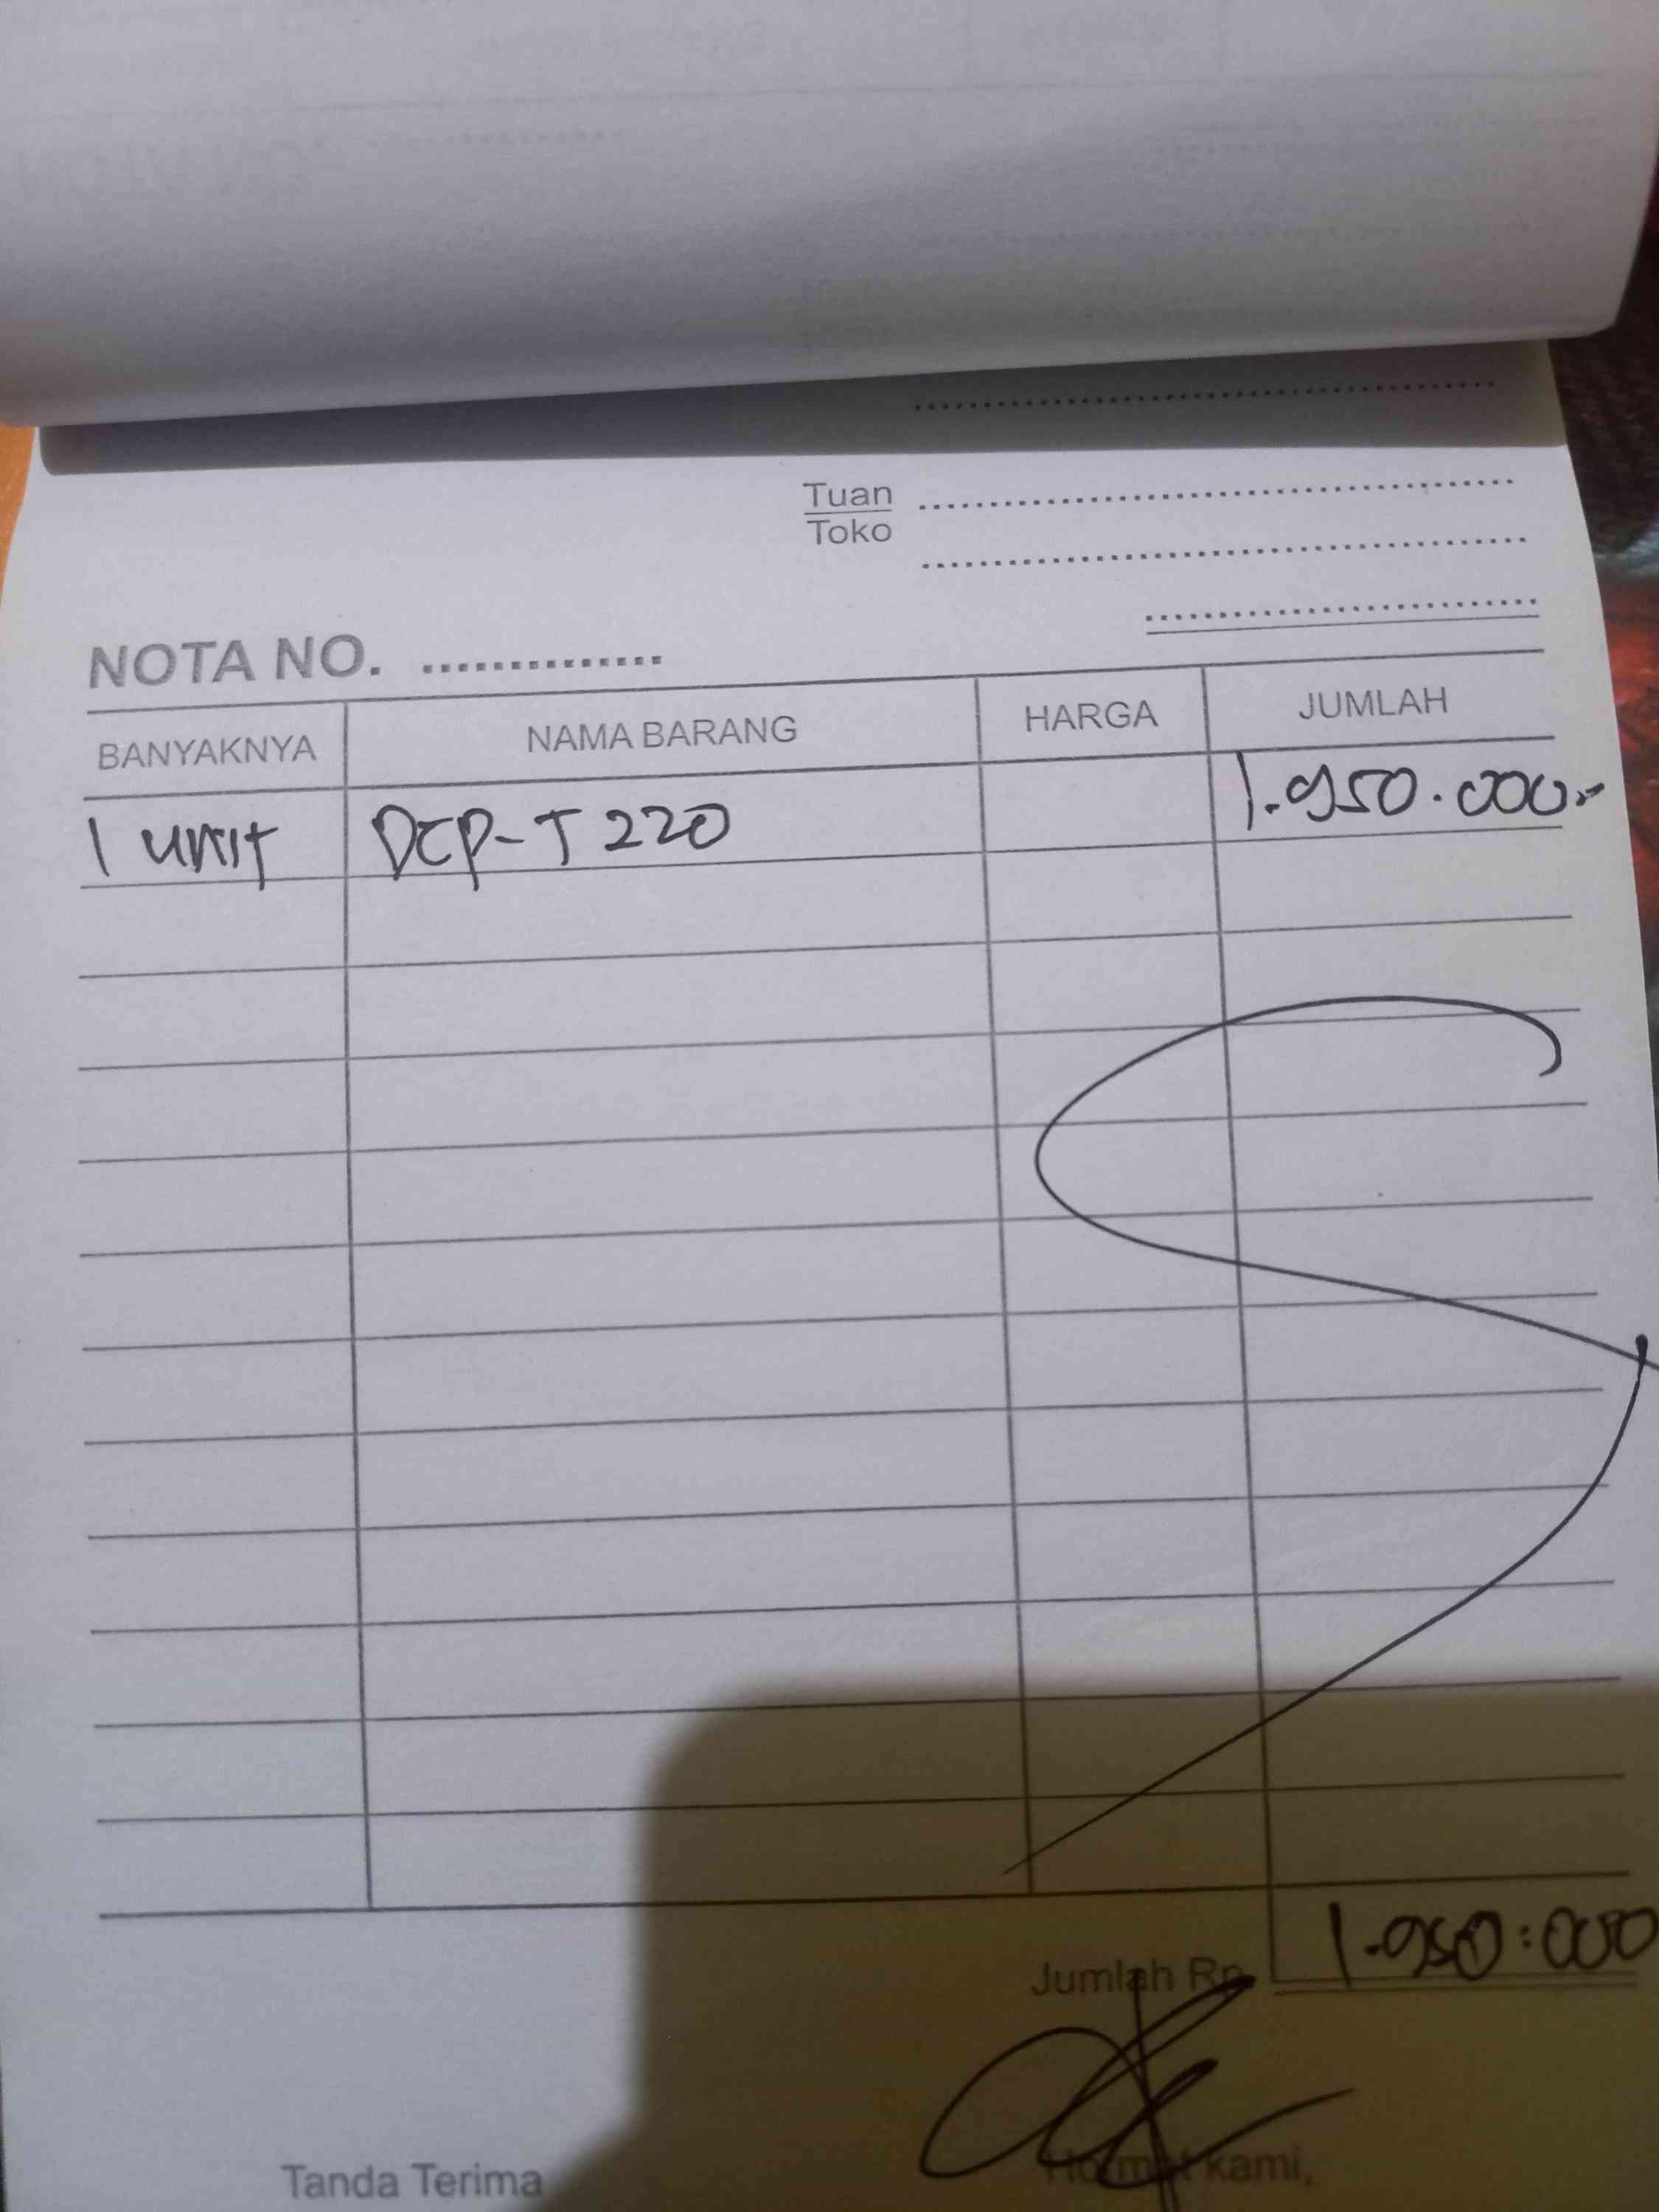 Tuan
Toko
NOTA NO. ..............
BANYAKNYA NAMA BARANG HARGA JUMLAH
1 unit DCP-T220 1.950.000.-
Jumlah Rp. 1.950.000
Tanda Terima Hormat kami,